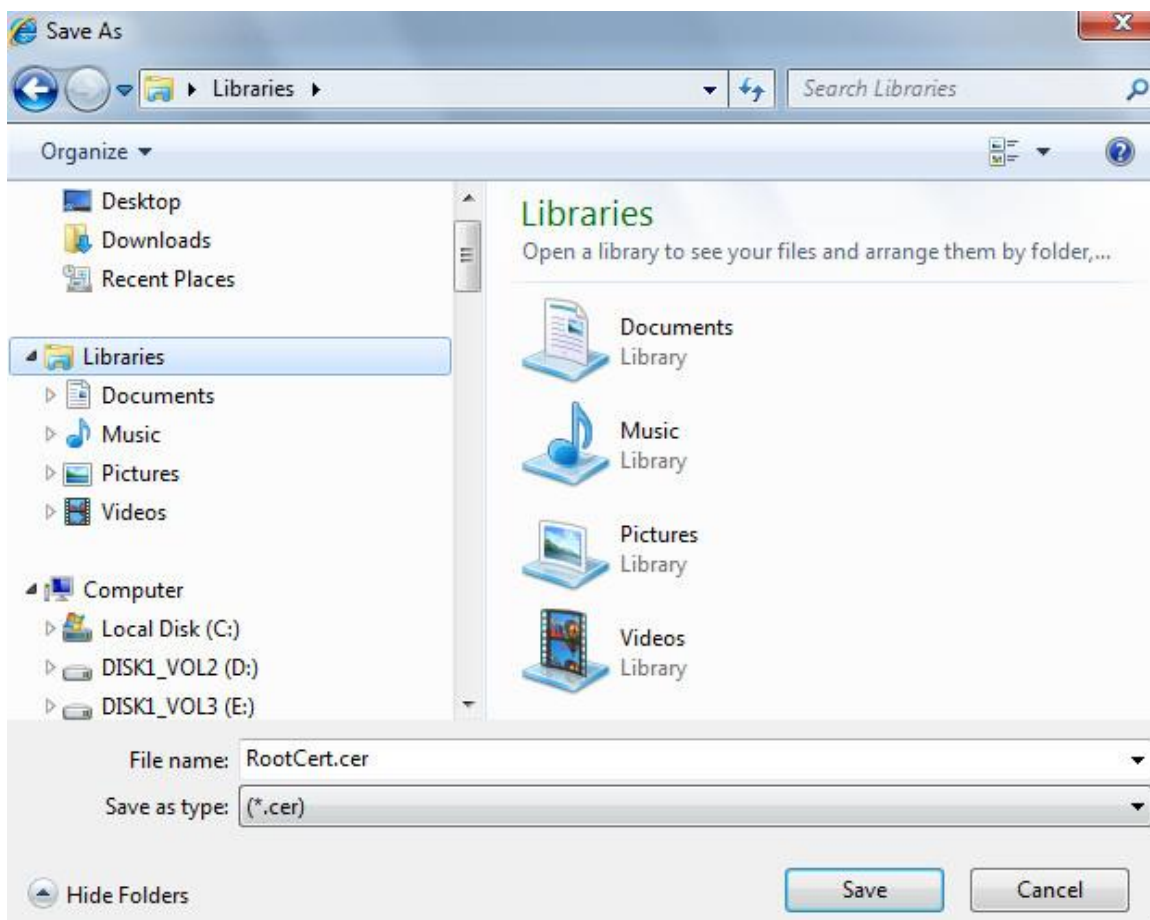 Save As
Libraries
Search Libraries
Organize
Desktop
Downloads
Recent Places
Libraries
Documents
Music
Pictures
Videos
Computer
Local Disk (C:)
DISK1_VOL2 (D:)
DISK1_VOL3 (E:)
Libraries
Open a library to see your files and arrange them by folder,...
Documents
Library
Music
Library
Pictures
Library
Videos
Library
File name: RootCert.cer
Save as type: (*.cer)
Hide Folders
Save
Cancel